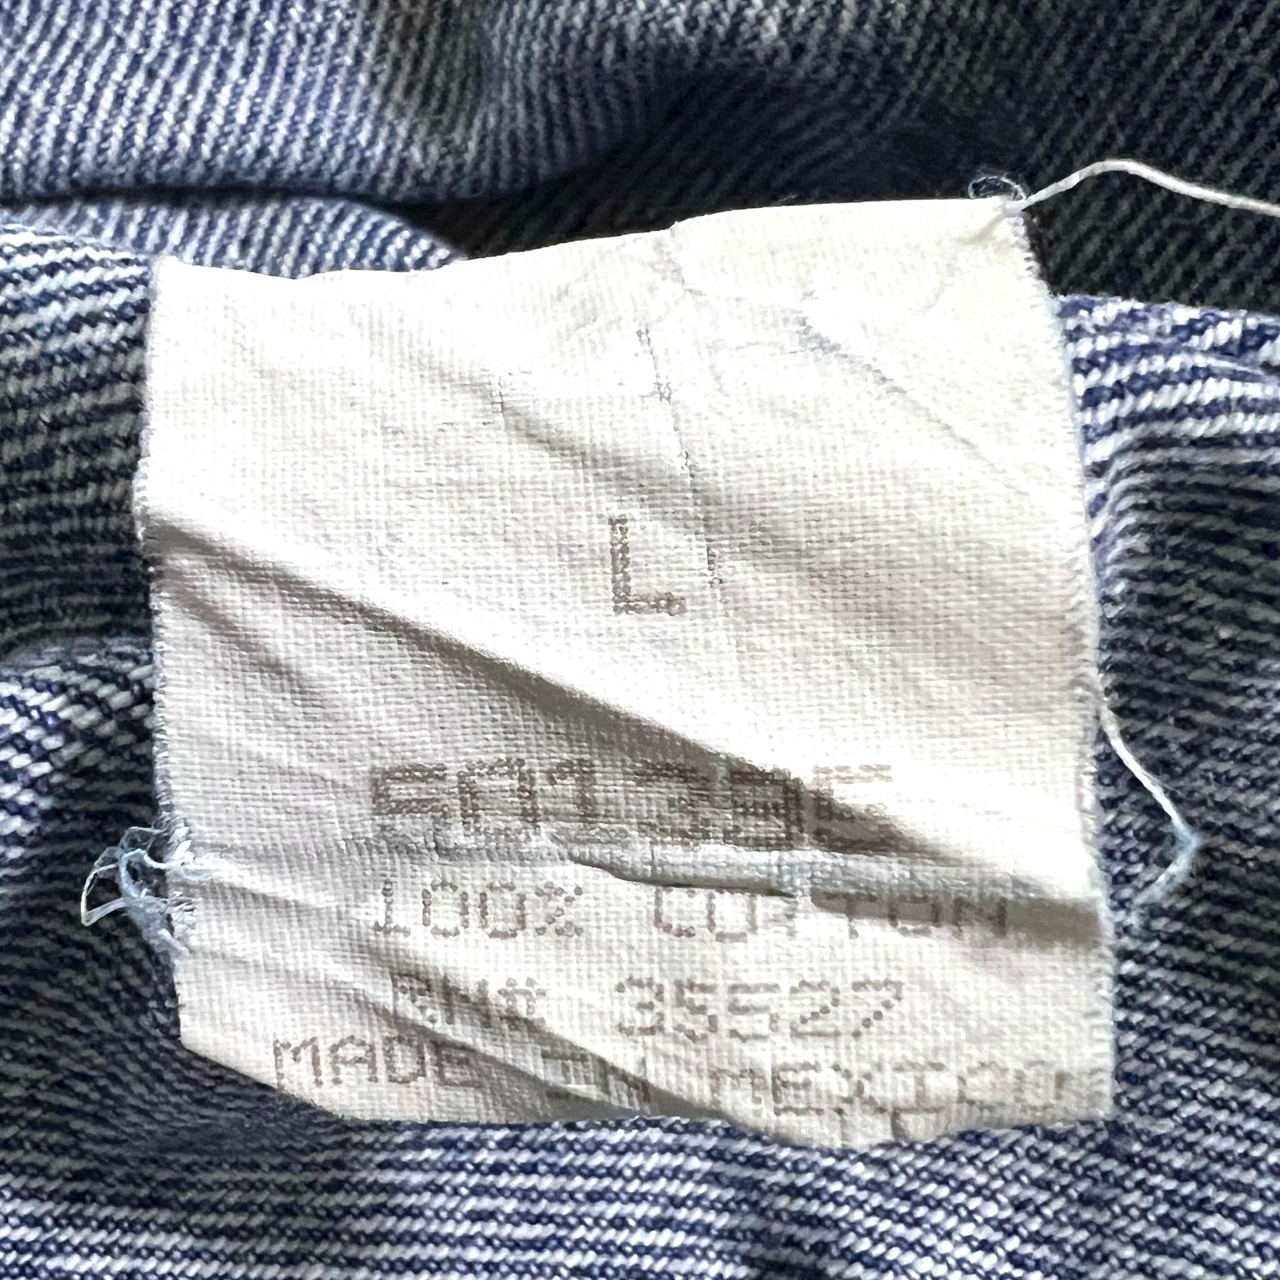 L
100% COTTON
RN# 35527
MADE IN MEXICO